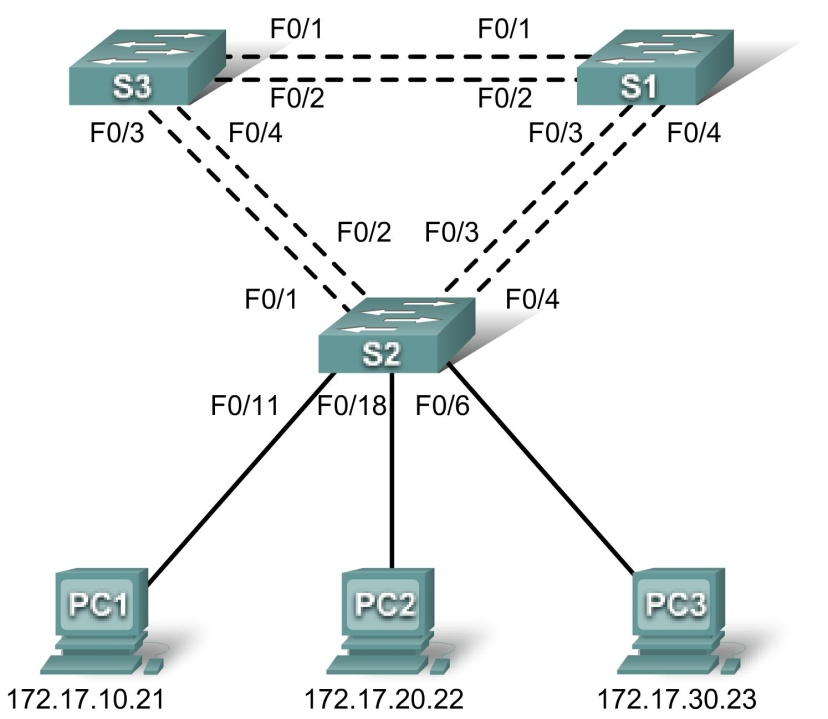 F0/1 F0/1
S3 S1
F0/2 F0/2
F0/3 F0/4 F0/3 F0/4
F0/2 F0/3
F0/1 F0/4
S2
F0/11 F0/18 F0/6
PC1 PC2 PC3
172.17.10.21 172.17.20.22 172.17.30.23